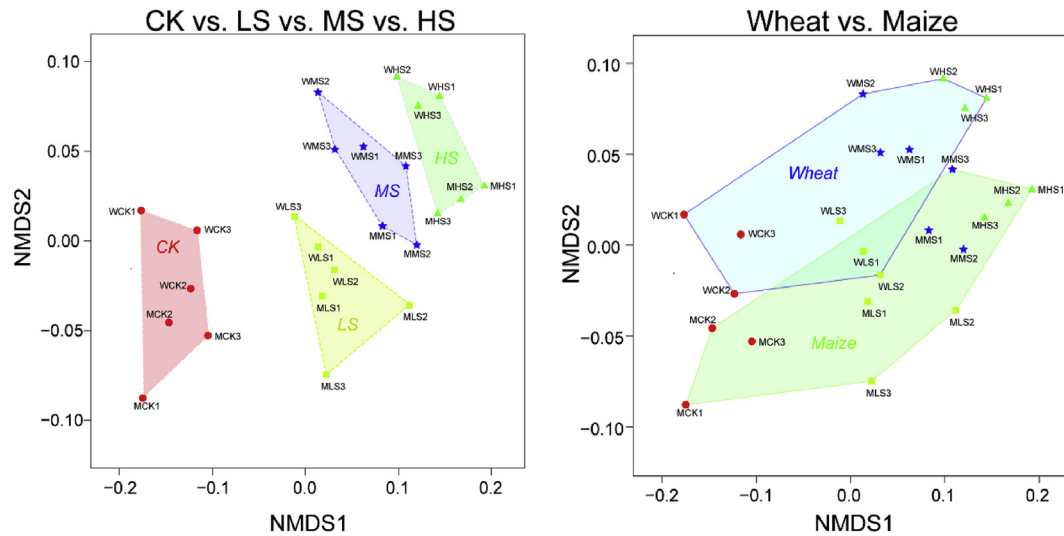 CK vs. LS vs. MS vs. HS
NMDS2
0.10
0.05
0.00
−0.05
−0.10
WHS2
WMS2
WHS1
WHS3
WMS3
WMS1
MMS3
HS
MS
MHS2
MHS1
WLS3
MHS3
WCK1
WCK3
MMS1
MMS2
CK
WLS1
WCK2
WLS2
MCK2
MLS1
MLS2
LS
MCK3
MLS3
MCK1
−0.2
−0.1
0.0
0.1
0.2
NMDS1
Wheat vs. Maize
NMDS2
0.10
0.05
0.00
−0.05
−0.10
WHS2
WMS2
WHS1
WHS3
WMS3
WMS1
MMS3
Wheat
MHS2
MHS1
WLS3
MHS3
WCK1
WCK3
MMS1
WLS1
MMS2
WCK2
WLS2
MCK2
MLS1
MLS2
MCK3
Maize
MLS3
MCK1
−0.2
−0.1
0.0
0.1
0.2
NMDS1